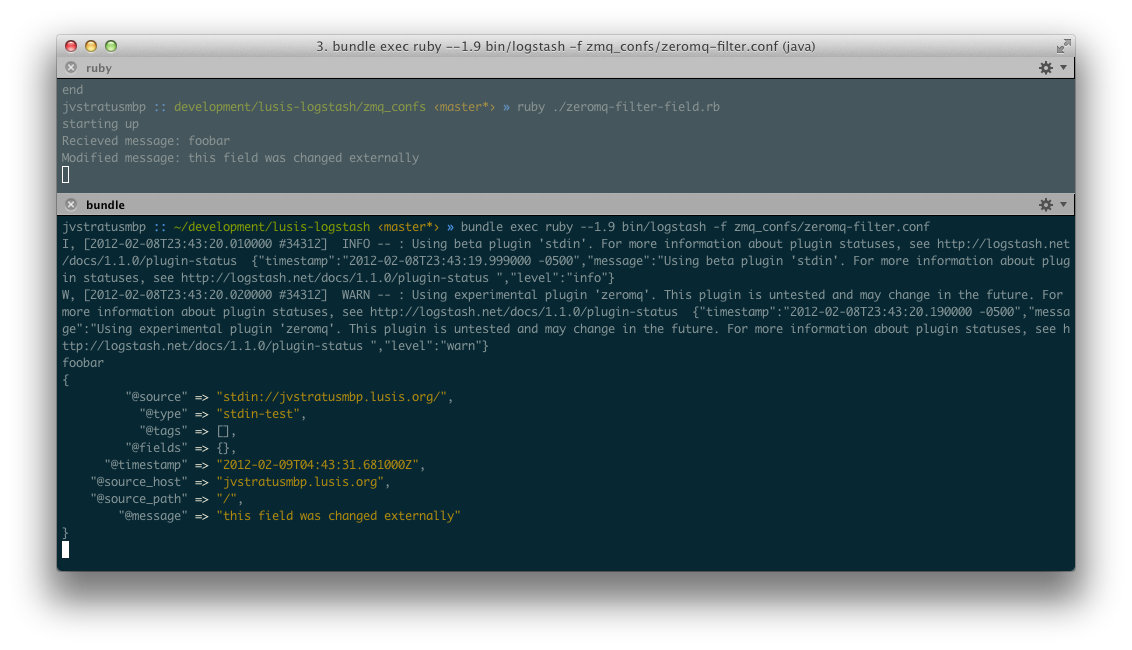 3. bundle exec ruby --1.9 bin/logstash -f zmq_confs/zeromq-filter.conf (java)
ruby
end
jvstratusmbp :: development/lusis-logstash/zmq_confs ‹master*› » ruby ./zeromq-filter-field.rb
starting up
Recieved message: foobar
Modified message: this field was changed externally
bundle
jvstratusmbp :: ~/development/lusis-logstash ‹master*› » bundle exec ruby --1.9 bin/logstash -f zmq_confs/zeromq-filter.conf
I, [2012-02-08T23:43:20.010000 #3431Z]  INFO -- : Using beta plugin 'stdin'. For more information about plugin statuses, see http://logstash.net
/docs/1.1.0/plugin-status  {"timestamp":"2012-02-08T23:43:19.999000 -0500","message":"Using beta plugin 'stdin'. For more information about plug
in statuses, see http://logstash.net/docs/1.1.0/plugin-status ","level":"info"}
W, [2012-02-08T23:43:20.020000 #3431Z]  WARN -- : Using experimental plugin 'zeromq'. This plugin is untested and may change in the future. For
more information about plugin statuses, see http://logstash.net/docs/1.1.0/plugin-status  {"timestamp":"2012-02-08T23:43:20.190000 -0500","messa
ge":"Using experimental plugin 'zeromq'. This plugin is untested and may change in the future. For more information about plugin statuses, see h
ttp://logstash.net/docs/1.1.0/plugin-status ","level":"warn"}
foobar
{
"@source" => "stdin://jvstratusmbp.lusis.org/",
"@type" => "stdin-test",
"@tags" => [],
"@fields" => {},
"@timestamp" => "2012-02-09T04:43:31.681000Z",
"@source_host" => "jvstratusmbp.lusis.org",
"@source_path" => "/",
"@message" => "this field was changed externally"
}